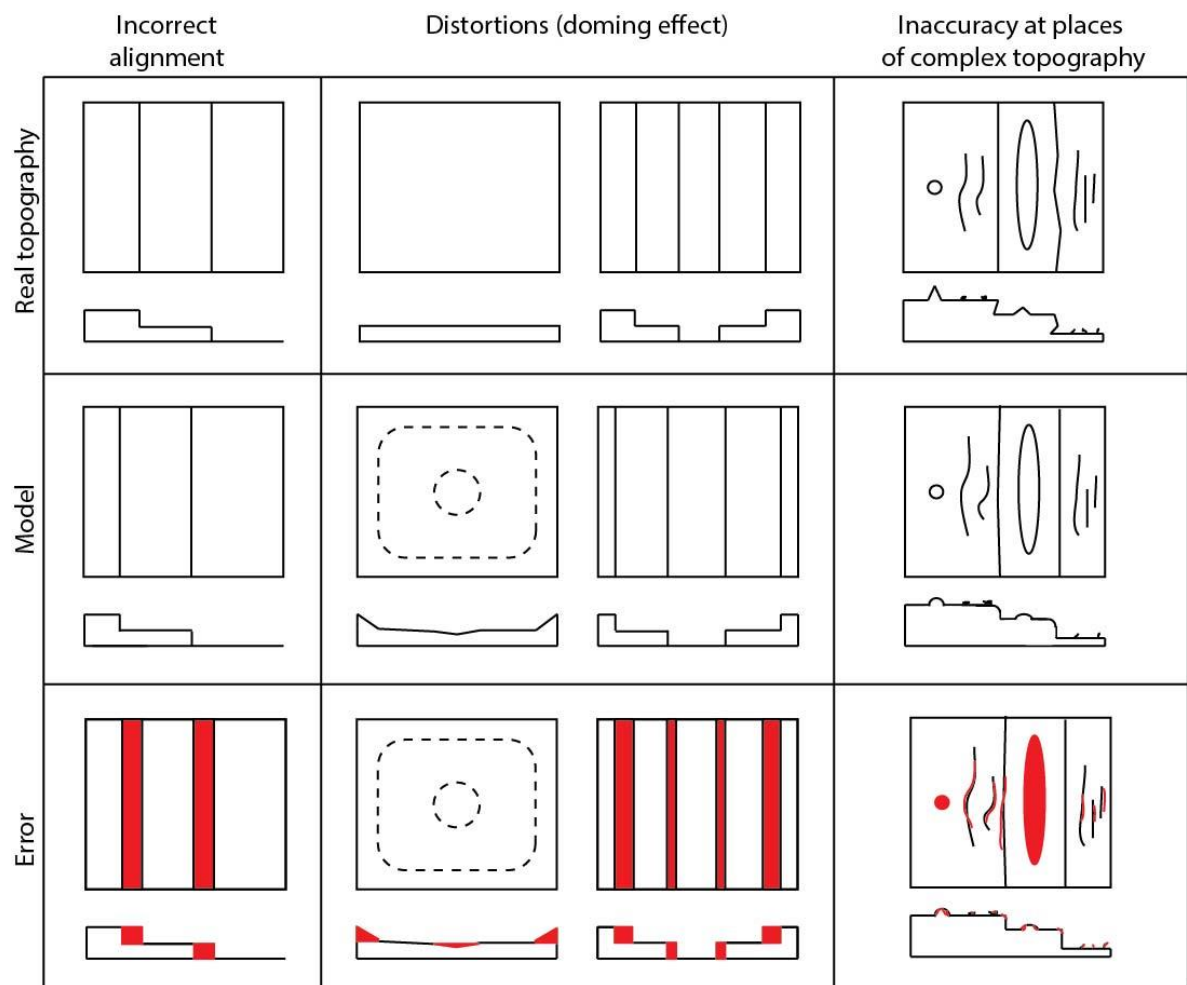 Incorrect
alignment
Distortions (doming effect)
Inaccuracy at places
of complex topography
Real topography
Model
Error